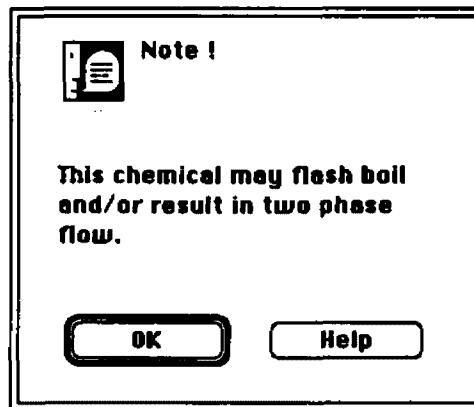 Note !
This chemical may flash boil
and/or result in two phase
flow.
OK
Help